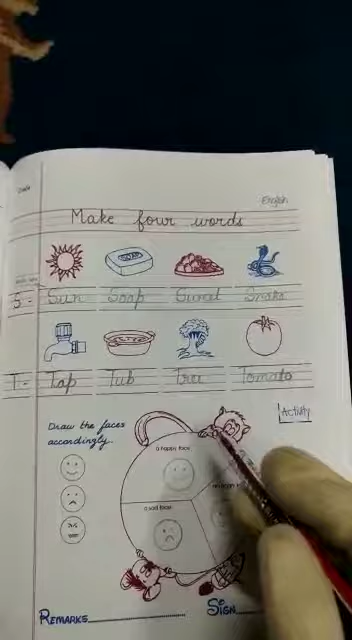 English
Make four words
S - Sun Soap Sweet Snake
T - Tap Tub Tree Tomato
Activity
Draw the faces
accordingly.
a happy face
a sad face
REMARKS
SIGN